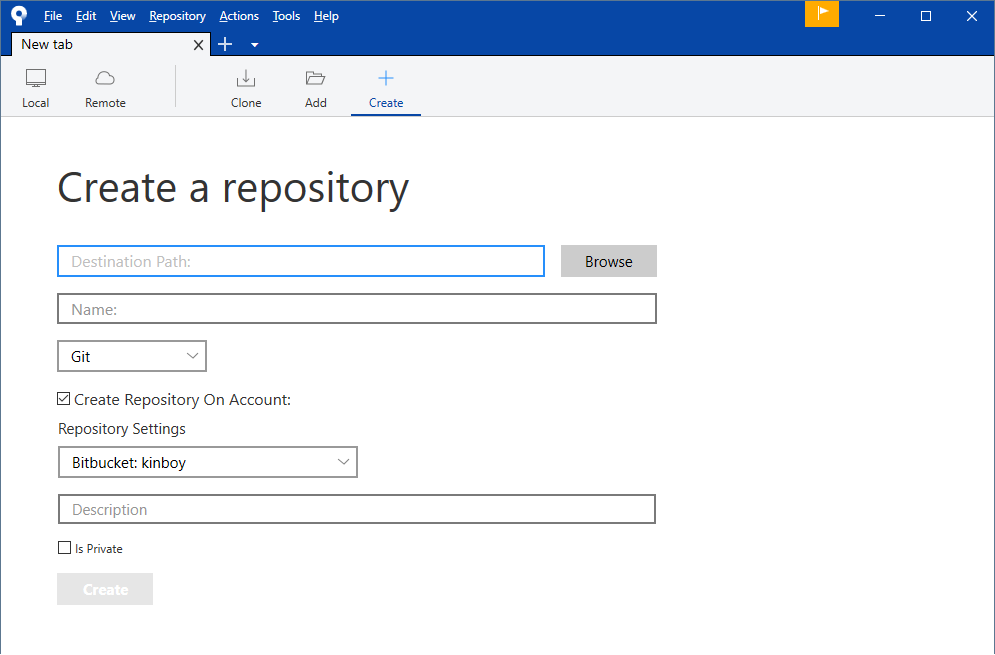 File Edit View Repository Actions Tools Help
New tab
Local Remote Clone Add Create
Create a repository
Destination Path: Browse
Name:
Git
Create Repository On Account:
Repository Settings
Bitbucket: kinboy
Description
Is Private
Create